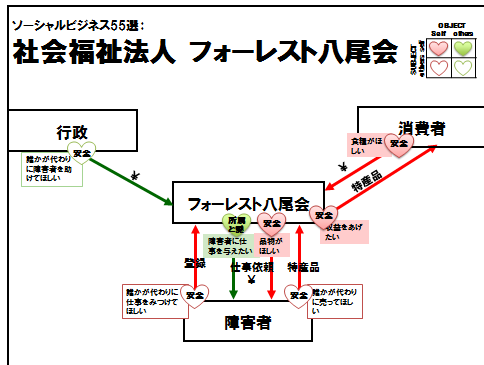 ソーシャルビジネス55選：
社会福祉法人 フォーレスト八尾会
OBJECT
Self others
SUBJECT
行政
消費者
安全
誰かが代わり
に障害者を助
けてほしい
食糧がほ
しい
安全
¥
¥
特産品
フォーレスト八尾会
所属
と愛
安全
安全
障害者に仕
事を与えたい
品物が
ほしい
収益をあげ
たい
登録
仕事依頼
¥
特産品
誰かが代わりに
仕事をみつけて
ほしい
安全
安全
誰かが代わり
に売ってほし
い
障害者